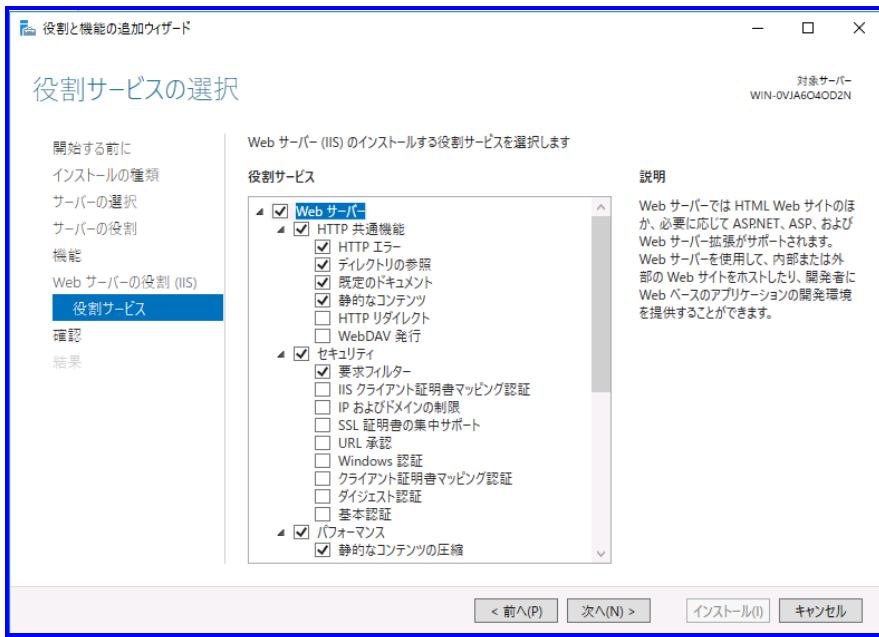 役割と機能の追加ウィザード
役割サービスの選択
対象サーバー
WIN-0VJA6O4OD2N
開始する前に
インストールの種類
サーバーの選択
サーバーの役割
機能
Web サーバーの役割 (IIS)
役割サービス
確認
結果
Web サーバー (IIS) のインストールする役割サービスを選択します
役割サービス
Web サーバー
HTTP 共通機能
HTTP エラー
ディレクトリの参照
既定のドキュメント
静的なコンテンツ
HTTP リダイレクト
WebDAV 発行
セキュリティ
要求フィルター
IIS クライアント証明書マッピング認証
IP およびドメインの制限
SSL 証明書の集中サポート
URL 承認
Windows 認証
クライアント証明書マッピング認証
ダイジェスト認証
基本認証
パフォーマンス
静的なコンテンツの圧縮
説明
Web サーバーでは HTML Web サイトのほ
か、必要に応じて ASP.NET、ASP、および
Web サーバー拡張がサポートされます。
Web サーバーを使用して、内部または外
部の Web サイトをホストしたり、開発者に
Web ベースのアプリケーションの開発環境
を提供することができます。
< 前へ(P)
次へ(N) >
インストール(I)
キャンセル